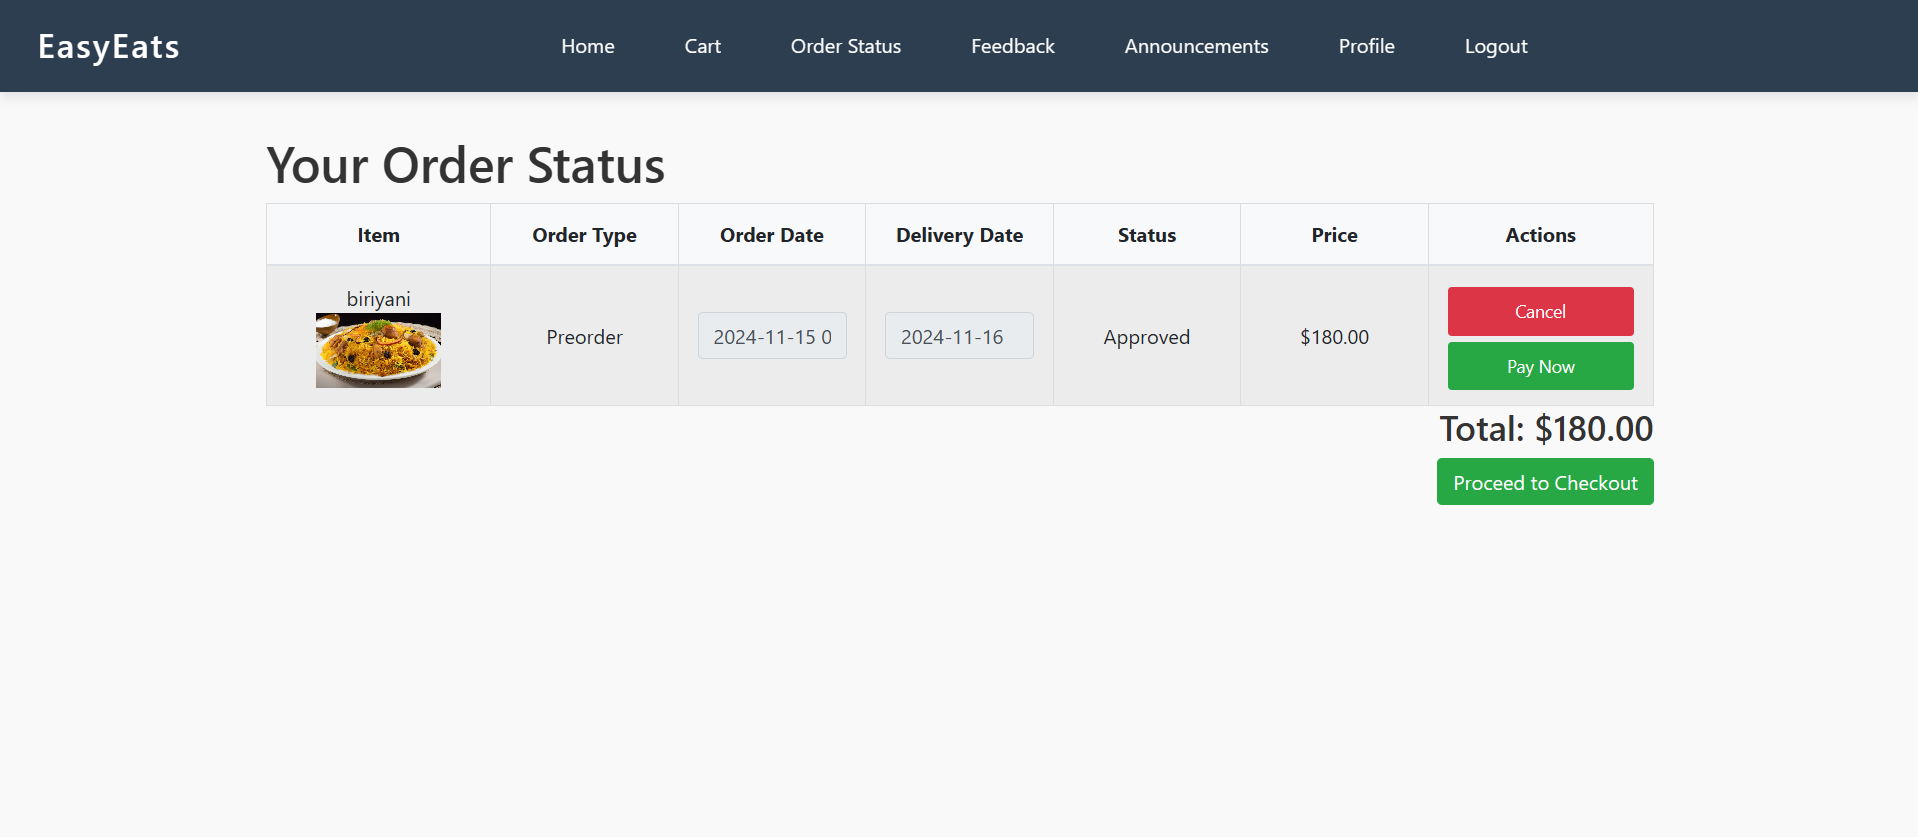 EasyEats Home Cart Order Status Feedback Announcements Profile Logout
Your Order Status
Item Order Type Order Date Delivery Date Status Price Actions
biriyani
Preorder 2024-11-15 0 2024-11-16 Approved $180.00
Cancel
Pay Now
Total: $180.00
Proceed to Checkout